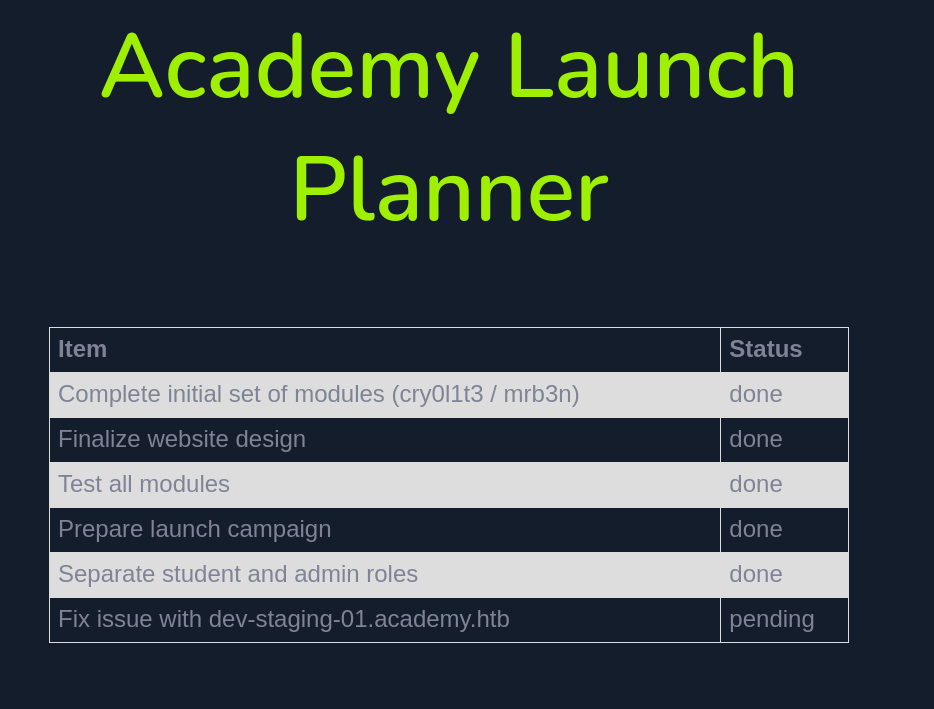 Academy Launch
Planner
Item Status
Complete initial set of modules (cry0l1t3 / mrb3n) done
Finalize website design done
Test all modules done
Prepare launch campaign done
Separate student and admin roles done
Fix issue with dev-staging-01.academy.htb pending